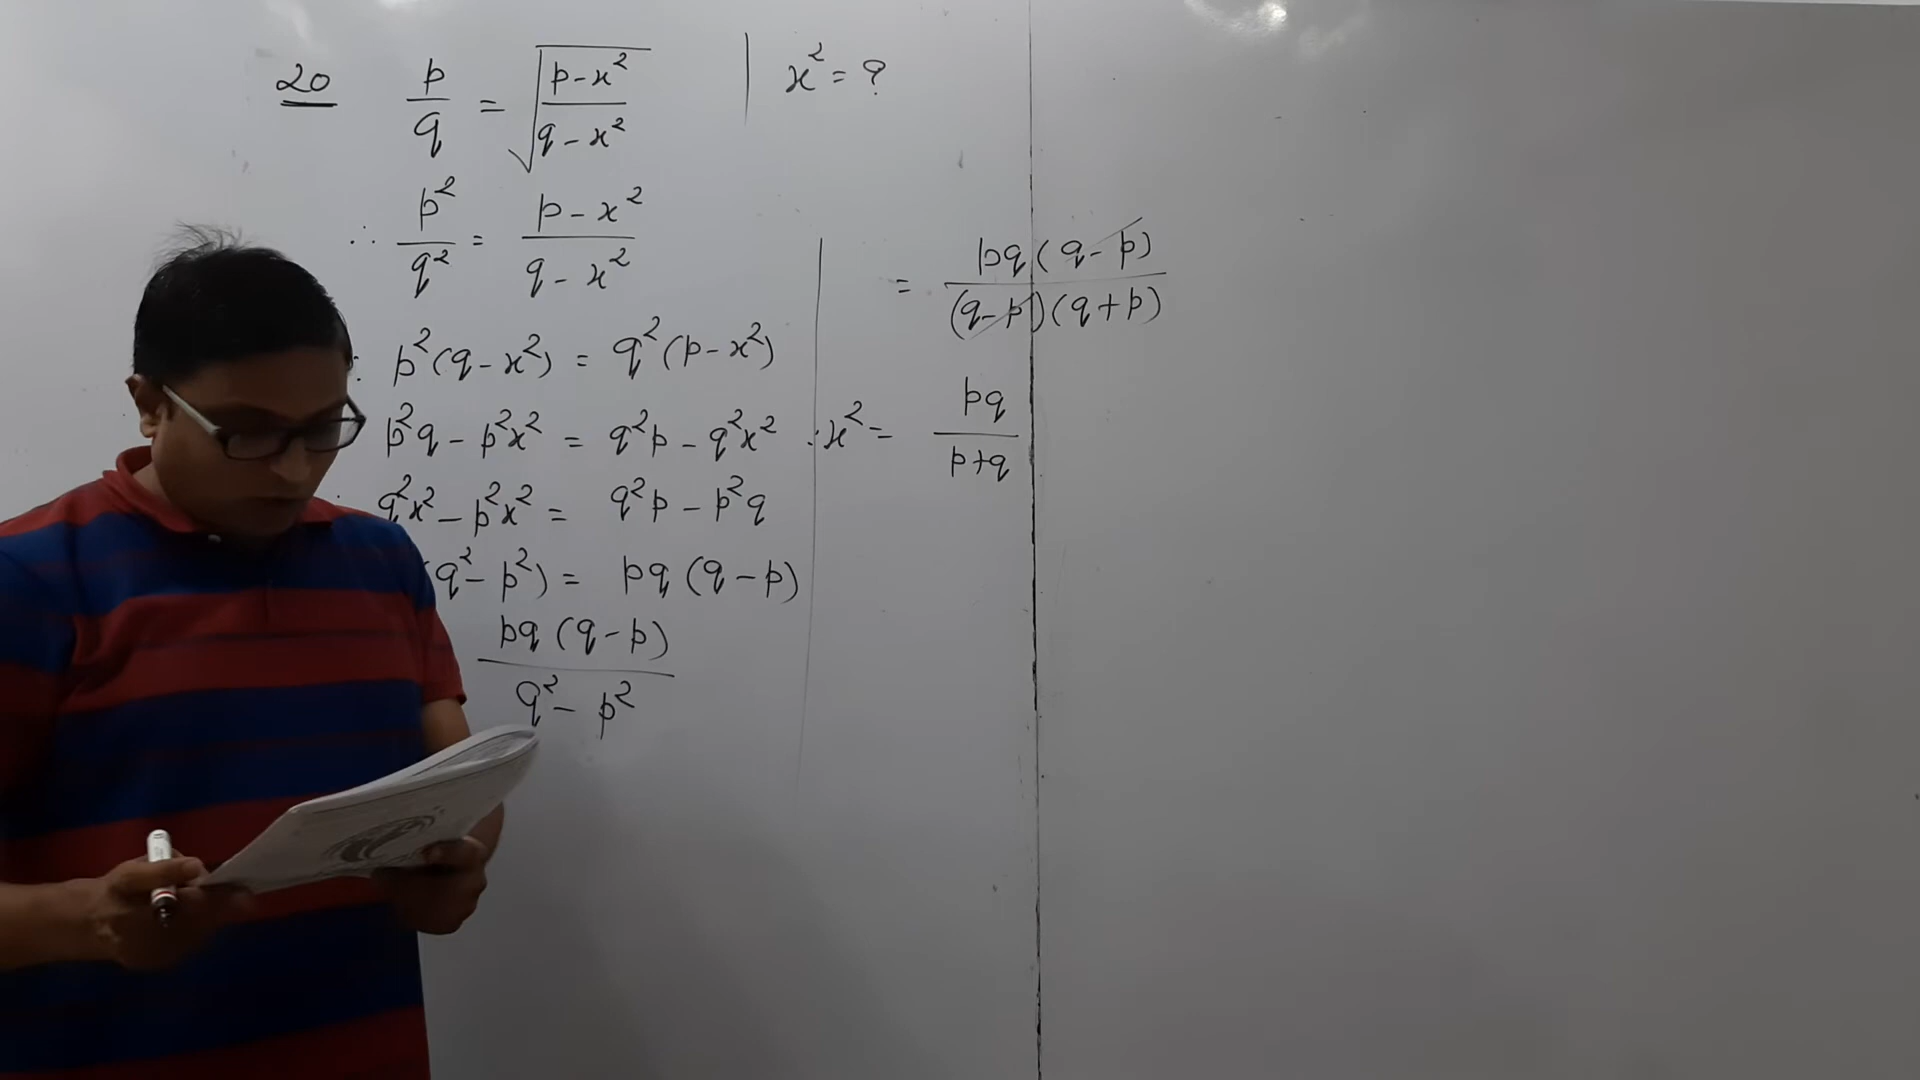 20 p/q = √((p-x²)/(q-x²)) | x² = ?
∴ p²/q² = (p-x²)/(q-x²)
: p²(q-x²) = q²(p-x²)
p²q - p²x² = q²p - q²x²
q²x² - p²x² = q²p - p²q
(q²-p²) = pq(q-p)
pq(q-p)/(q²-p²)
= pq(q-p)/((q-p)(q+p))
∴ x² = pq/(p+q)